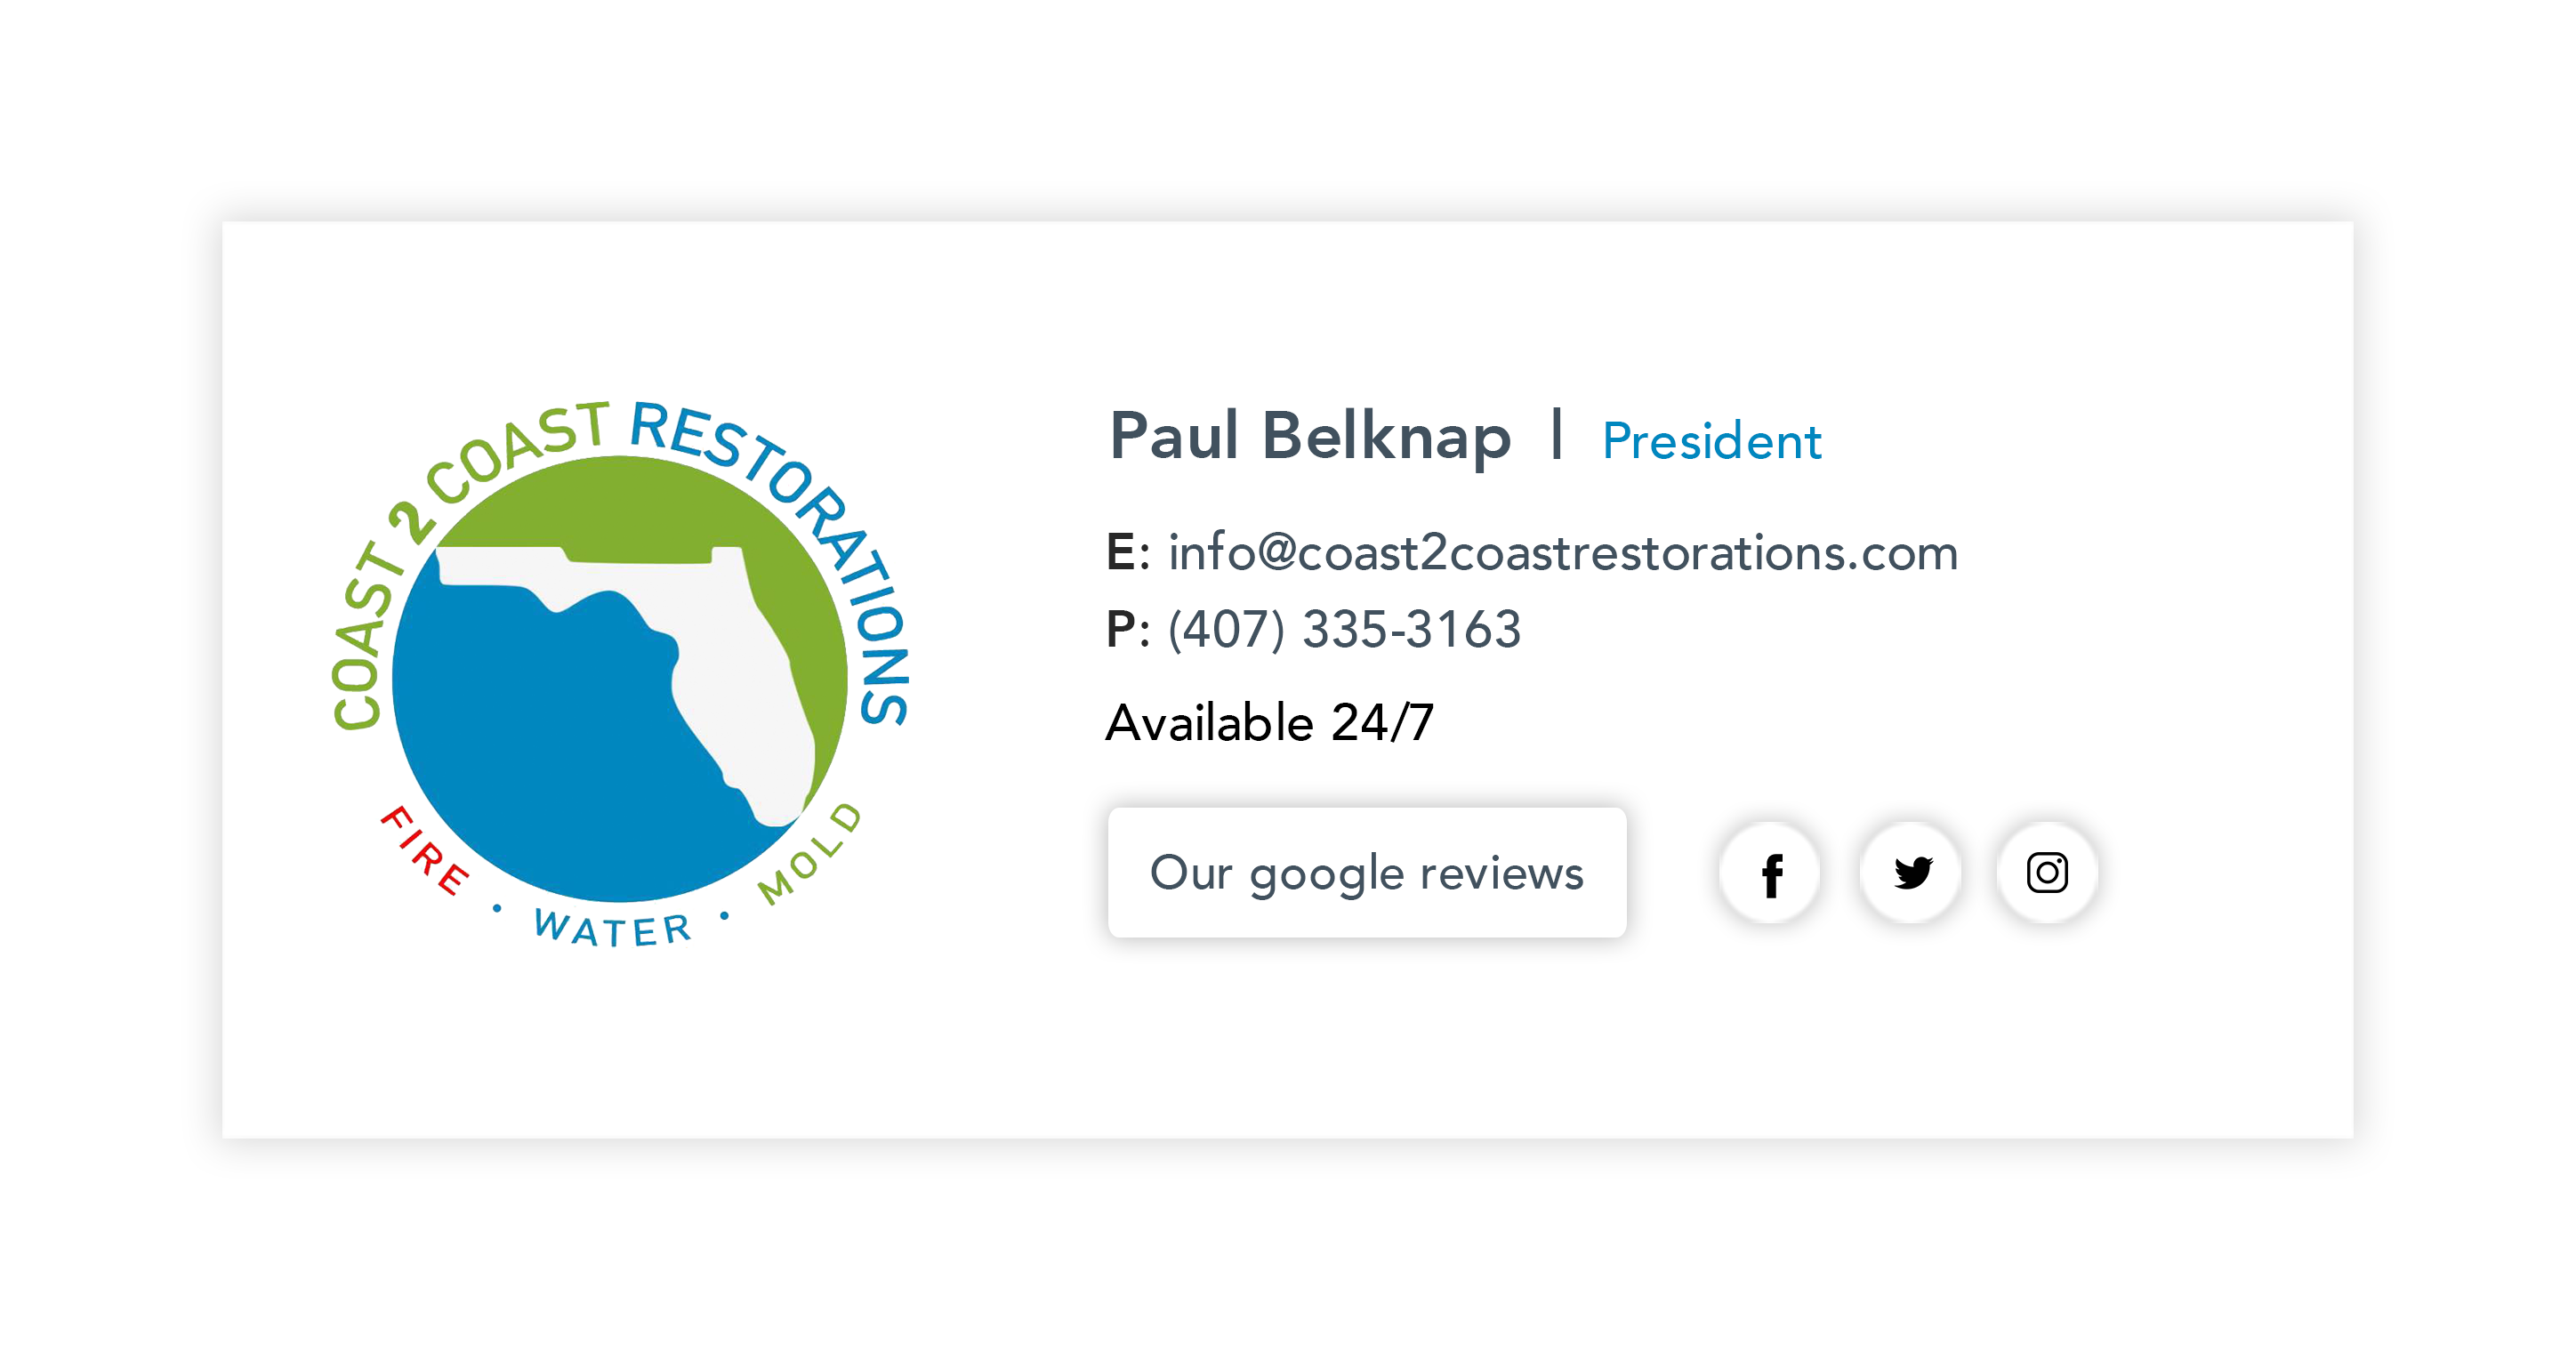 COAST 2 COAST RESTORATIONS
FIRE • WATER • MOLD
Paul Belknap | President
E: info@coast2coastrestorations.com
P: (407) 335-3163
Available 24/7
Our google reviews